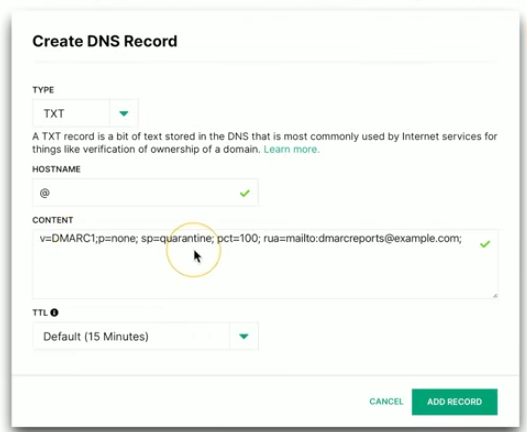 Create DNS Record
TYPE
TXT
A TXT record is a bit of text stored in the DNS that is most commonly used by Internet services for
things like verification of ownership of a domain. Learn more.
HOSTNAME
@
CONTENT
v=DMARC1;p=none; sp=quarantine; pct=100; rua=mailto:dmarcreports@example.com;
TTL
Default (15 Minutes)
CANCEL
ADD RECORD